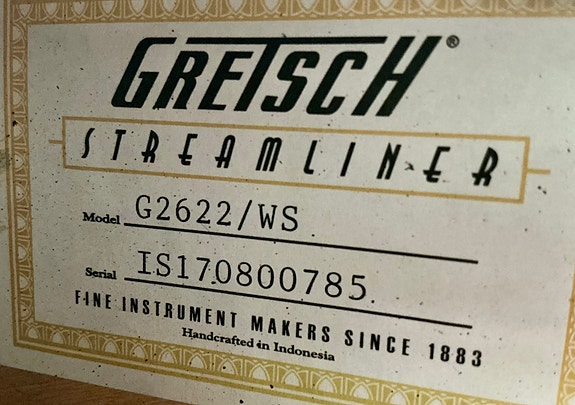 GRETSCH®
STREAMLINER
Model G2622/WS
Serial IS170800785
FINE INSTRUMENT MAKERS SINCE 1883
Handcrafted in Indonesia